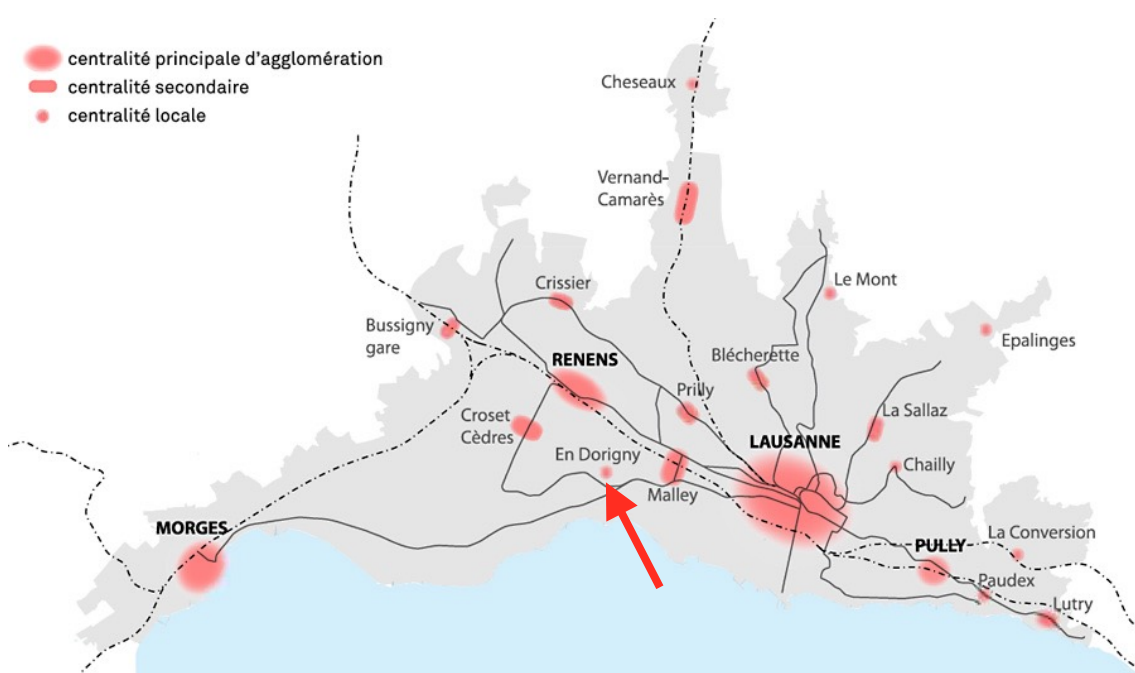 centralité principale d'agglomération
centralité secondaire
centralité locale
Cheseaux
Vernand-
Camarès
Crissier
Le Mont
Bussigny
gare
Epalinges
RENENS
Blécherette
Prilly
La Sallaz
Croset
Cèdres
LAUSANNE
En Dorigny
Chailly
Malley
MORGES
La Conversion
PULLY
Paudex
Lutry